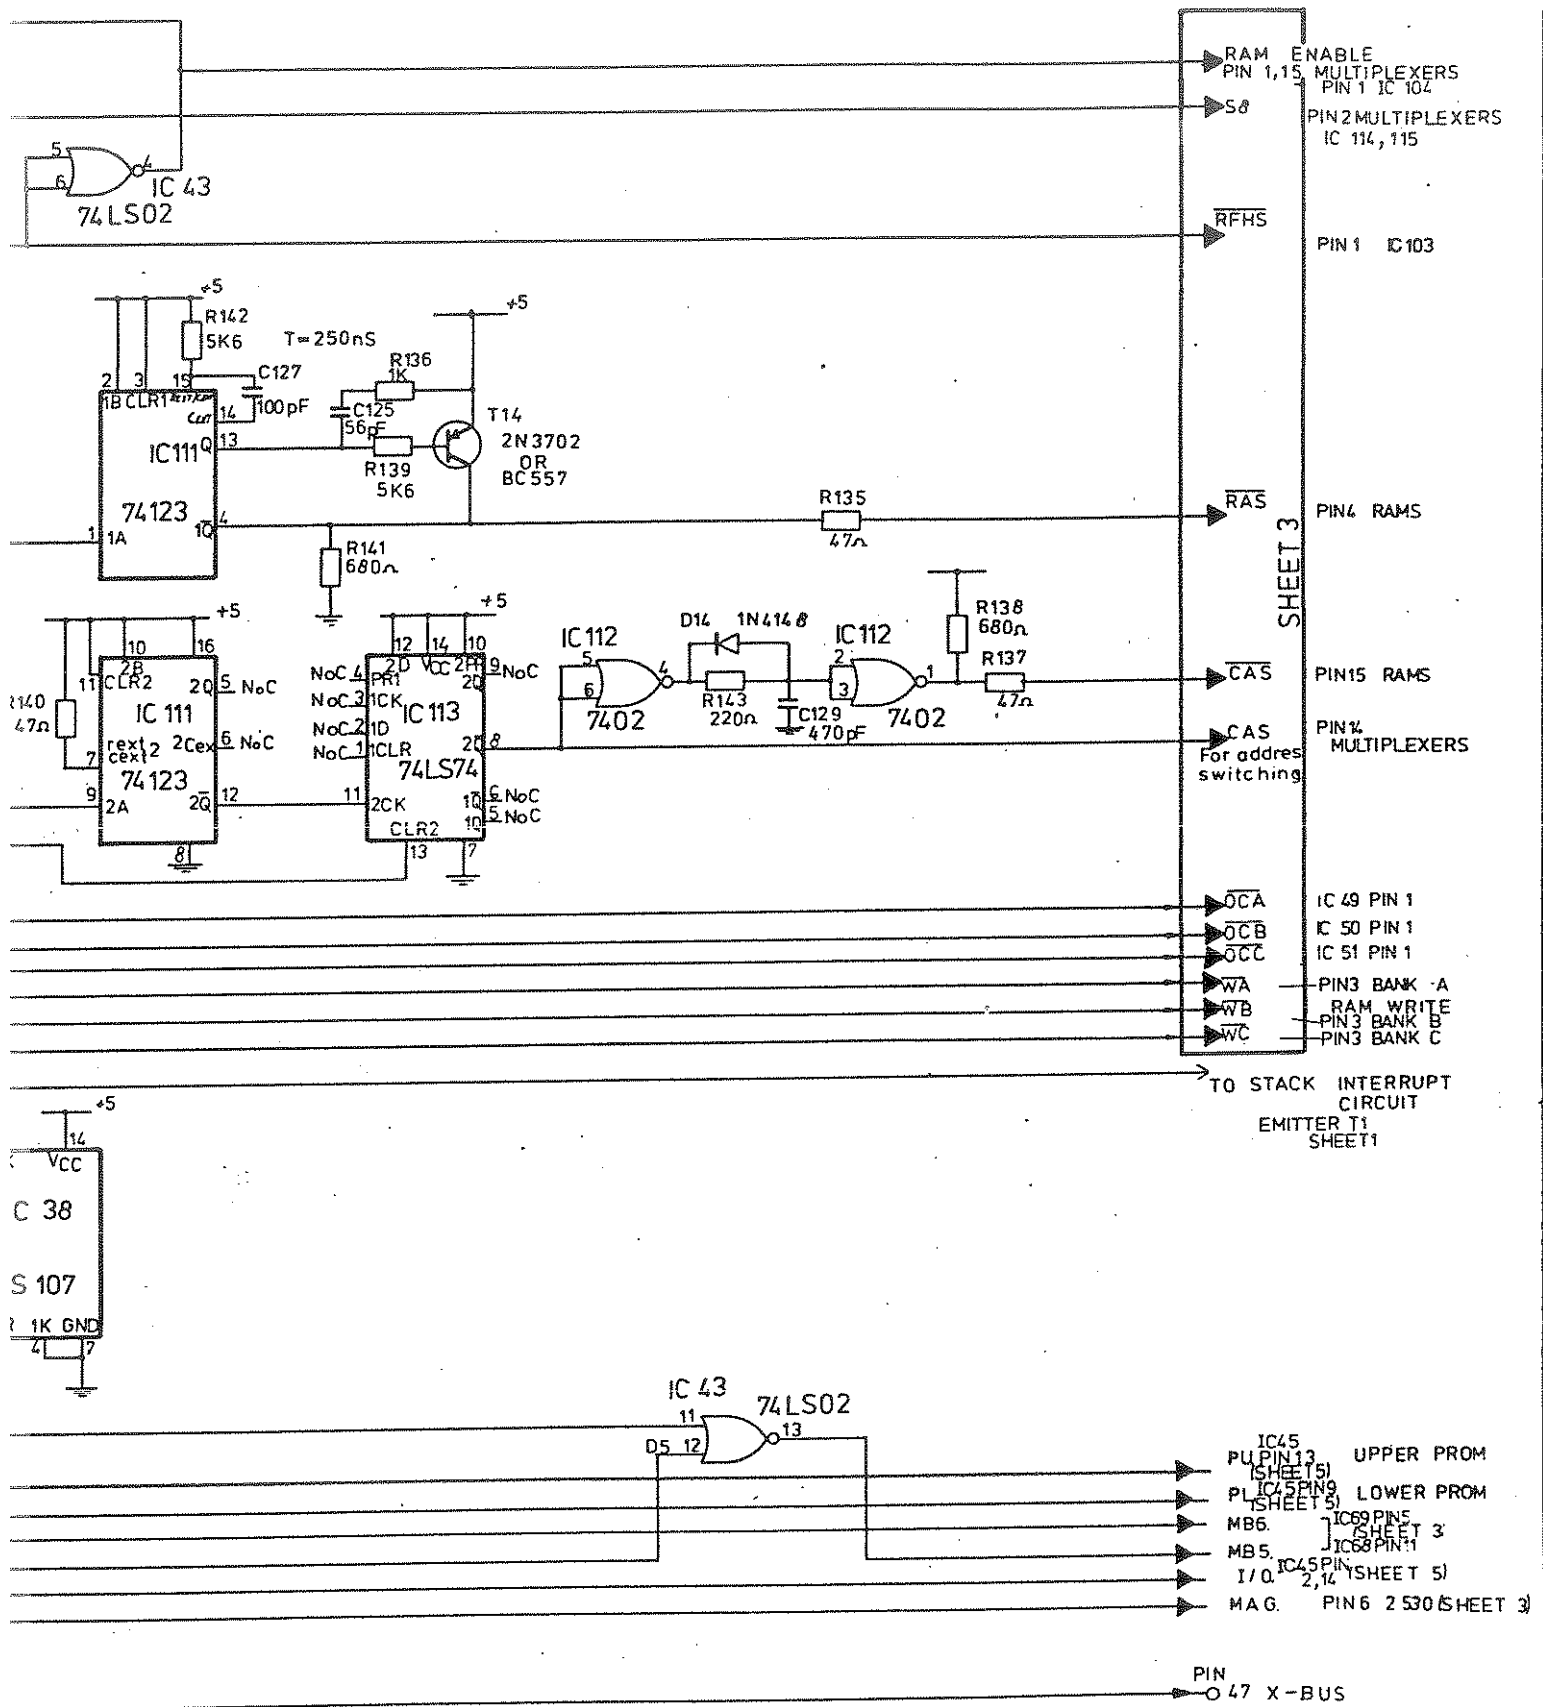 RAM ENABLE
PIN 1,15 MULTIPLEXERS
PIN 1 IC 104
S8
PIN 2 MULTIPLEXERS
IC 114, 115
5
6
4
IC 43
74LS02
RFHS
PIN 1 IC103
+5
R142
5K6
T=250nS
C127
100pF
2
3
15
1B
CLR1
14
13
Q
IC111
74123
1
1A
1Q
4
R136
1K
C125
56pF
R139
5K6
+5
T14
2N3702
OR
BC557
R141
680Ω
R135
47Ω
RAS
PIN4 RAMS
SHEET 3
+5
10
16
2B
11
CLR2
2Q
5
NoC
R140
47Ω
IC 111
rext
cext2
2Cex
6
NoC
7
74123
9
2A
2Q
12
8
+5
12
14
10
2D
VCC
2PR
NoC 4
PR1
9 NoC
2Q
NoC 3
1CK
IC 113
NoC 2
1D
NoC 1
1CLR
2Q
8
74LS74
11
2CK
1Q
6 NoC
1Q
5 NoC
CLR2
13
7
IC 112
5
6
4
7402
D14
1N4148
R143
220Ω
C129
470pF
IC112
2
3
1
7402
R138
680Ω
R137
47Ω
CAS
PIN15 RAMS
CAS
For addres
switching
PIN14
MULTIPLEXERS
OCA
IC 49 PIN 1
OCB
IC 50 PIN 1
OCC
IC 51 PIN 1
WA
PIN3 BANK A
RAM WRITE
WB
PIN3 BANK B
WC
PIN3 BANK C
TO STACK INTERRUPT
CIRCUIT
EMITTER T1
SHEET1
+5
14
VCC
C 38
S 107
1K GND
4
7
IC 43
74LS02
11
D5 12
13
IC45
PU PIN13 UPPER PROM
(SHEET5)
PL IC45PIN9 LOWER PROM
(SHEET 5)
MB6. IC69 PIN5
(SHEET 3
MB5. IC68 PIN11
I/O. IC45 PIN (SHEET 5)
2,14
MAG. PIN 6 2530 (SHEET 3)
PIN
47 X-BUS